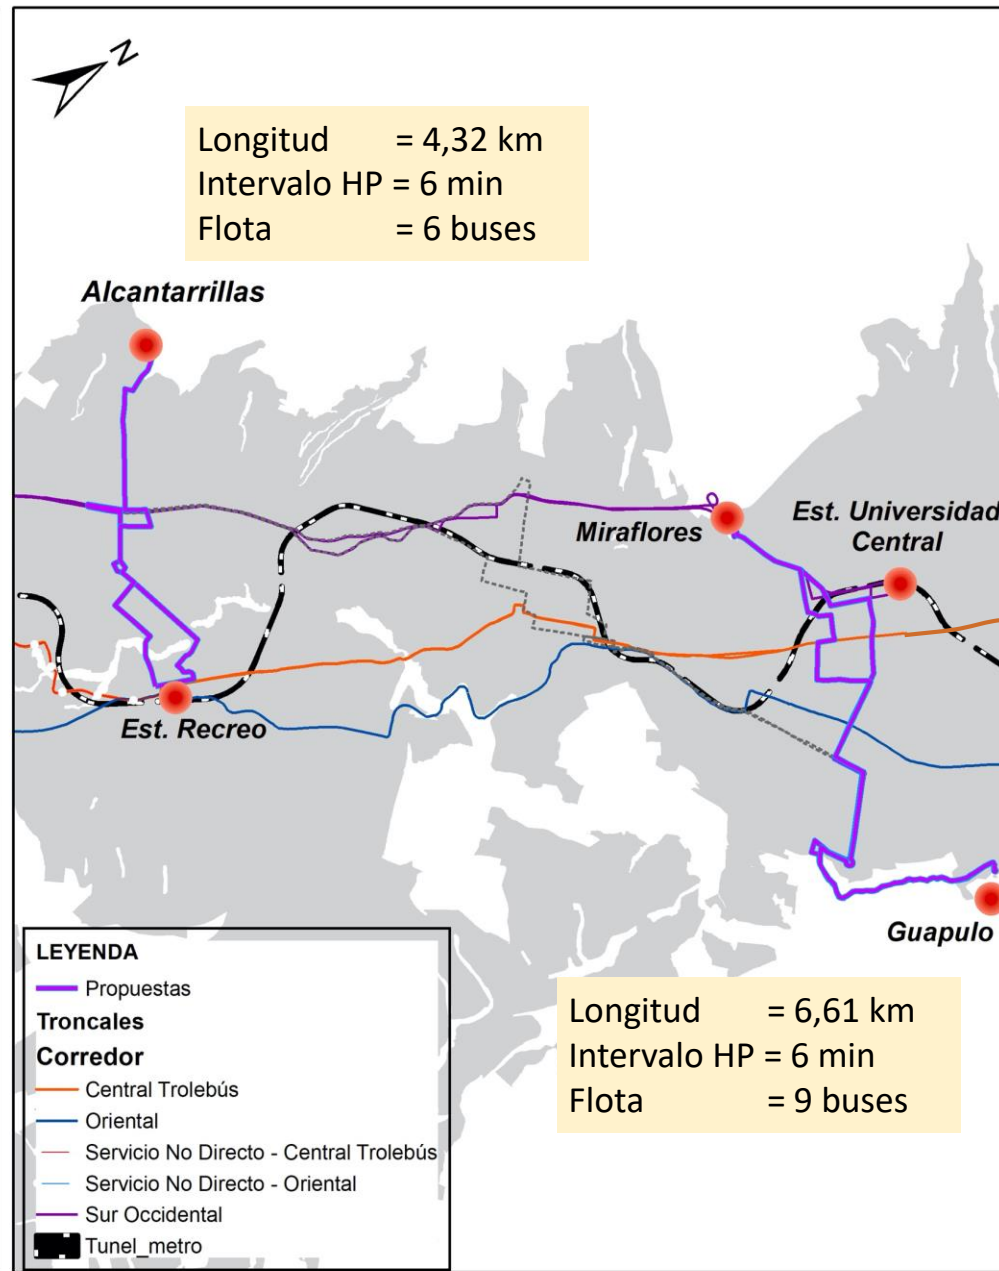 N
Longitud = 4,32 km
Intervalo HP = 6 min
Flota = 6 buses
Alcantarrillas
Miraflores
Est. Universidad
Central
Est. Recreo
Guapulo
LEYENDA
Propuestas
Troncales
Corredor
Central Trolebús
Oriental
Servicio No Directo - Central Trolebús
Servicio No Directo - Oriental
Sur Occidental
Tunel_metro
Longitud = 6,61 km
Intervalo HP = 6 min
Flota = 9 buses